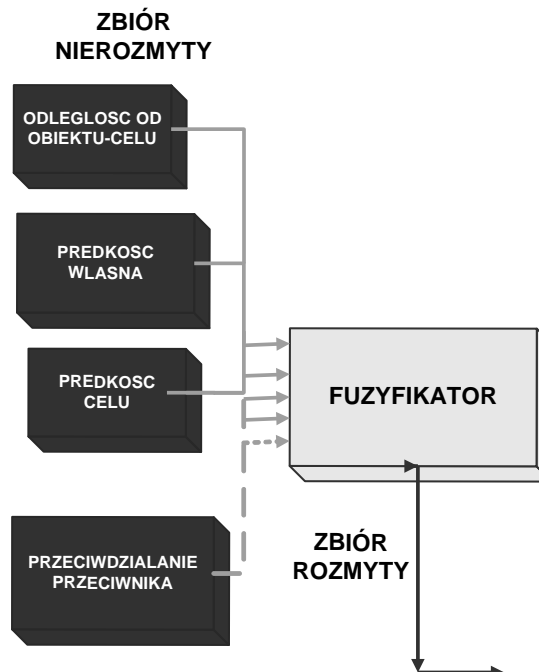 ZBIÓR
NIEROZMYTY
ODLEGLOSC OD
OBIEKTU-CELU
PREDKOSC
WLASNA
PREDKOSC
CELU
FUZYFIKATOR
PRZECIWDZIALANIE
PRZECIWNIKA
ZBIÓR
ROZMYTY